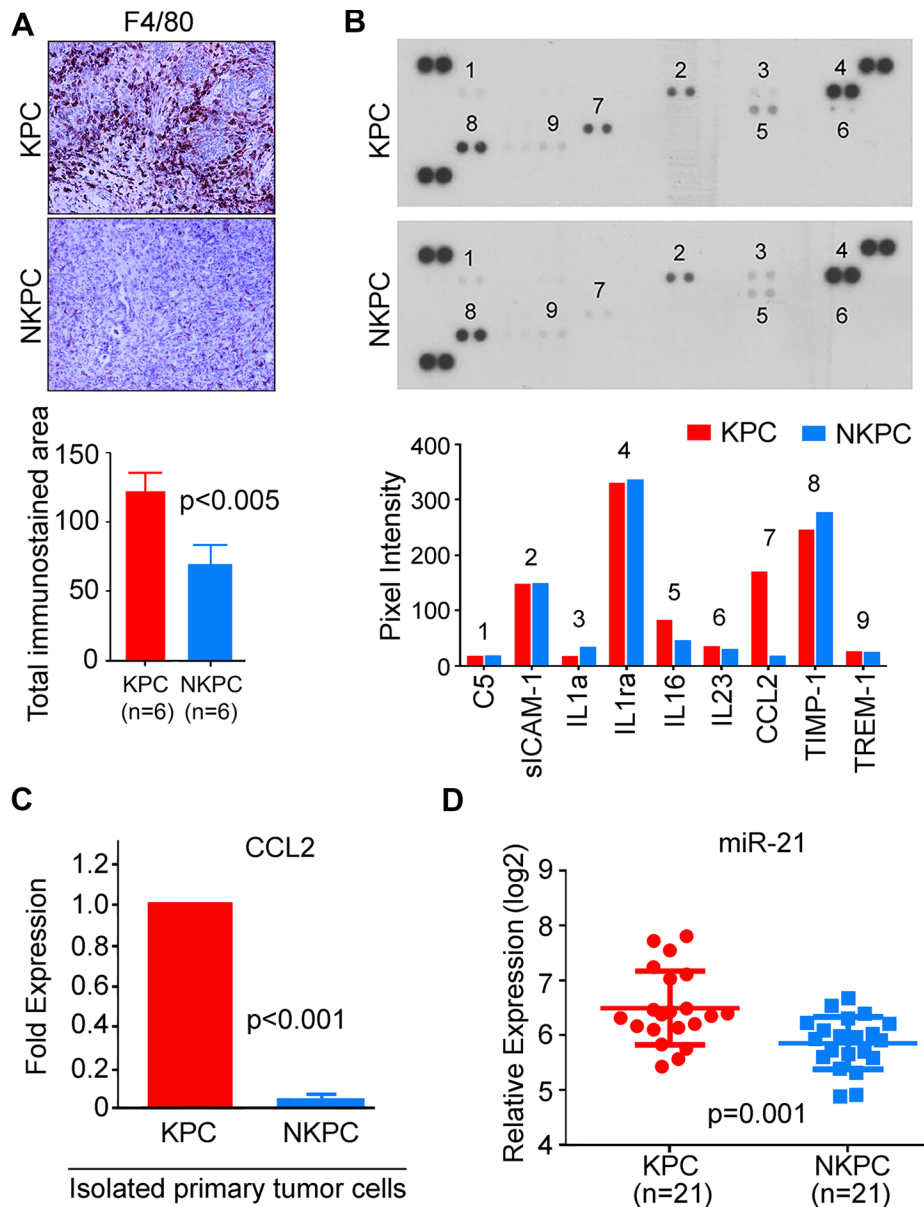 A
F4/80
KPC
NKPC
Total immunostained area
150
100
50
0
p<0.005
KPC
(n=6)
NKPC
(n=6)
B
KPC
1
2
3
4
5
6
7
8
9
NKPC
1
2
3
4
5
6
7
8
9
KPC
NKPC
Pixel Intensity
400
300
200
100
0
1
2
3
4
5
6
7
8
9
C5
sICAM-1
IL1a
IL1ra
IL16
IL23
CCL2
TIMP-1
TREM-1
C
CCL2
Fold Expression
1.2
1.0
0.8
0.6
0.4
0.2
0
p<0.001
KPC
NKPC
Isolated primary tumor cells
D
miR-21
Relative Expression (log2)
9
8
7
6
5
4
p=0.001
KPC
(n=21)
NKPC
(n=21)